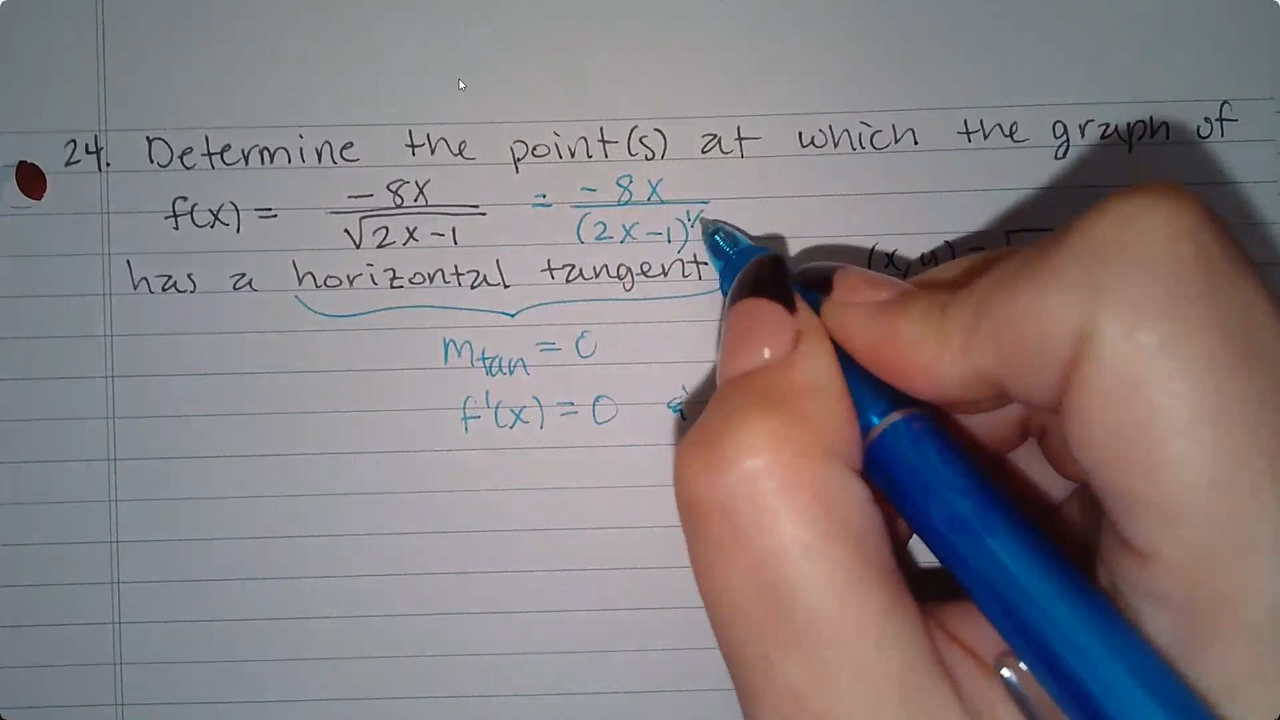 24. Determine the point(s) at which the graph of
f(x) = -8x / √2x-1 = -8x / (2x-1)^1/
has a horizontal tangent
(x, y) =
m_tan = 0
f'(x) = 0